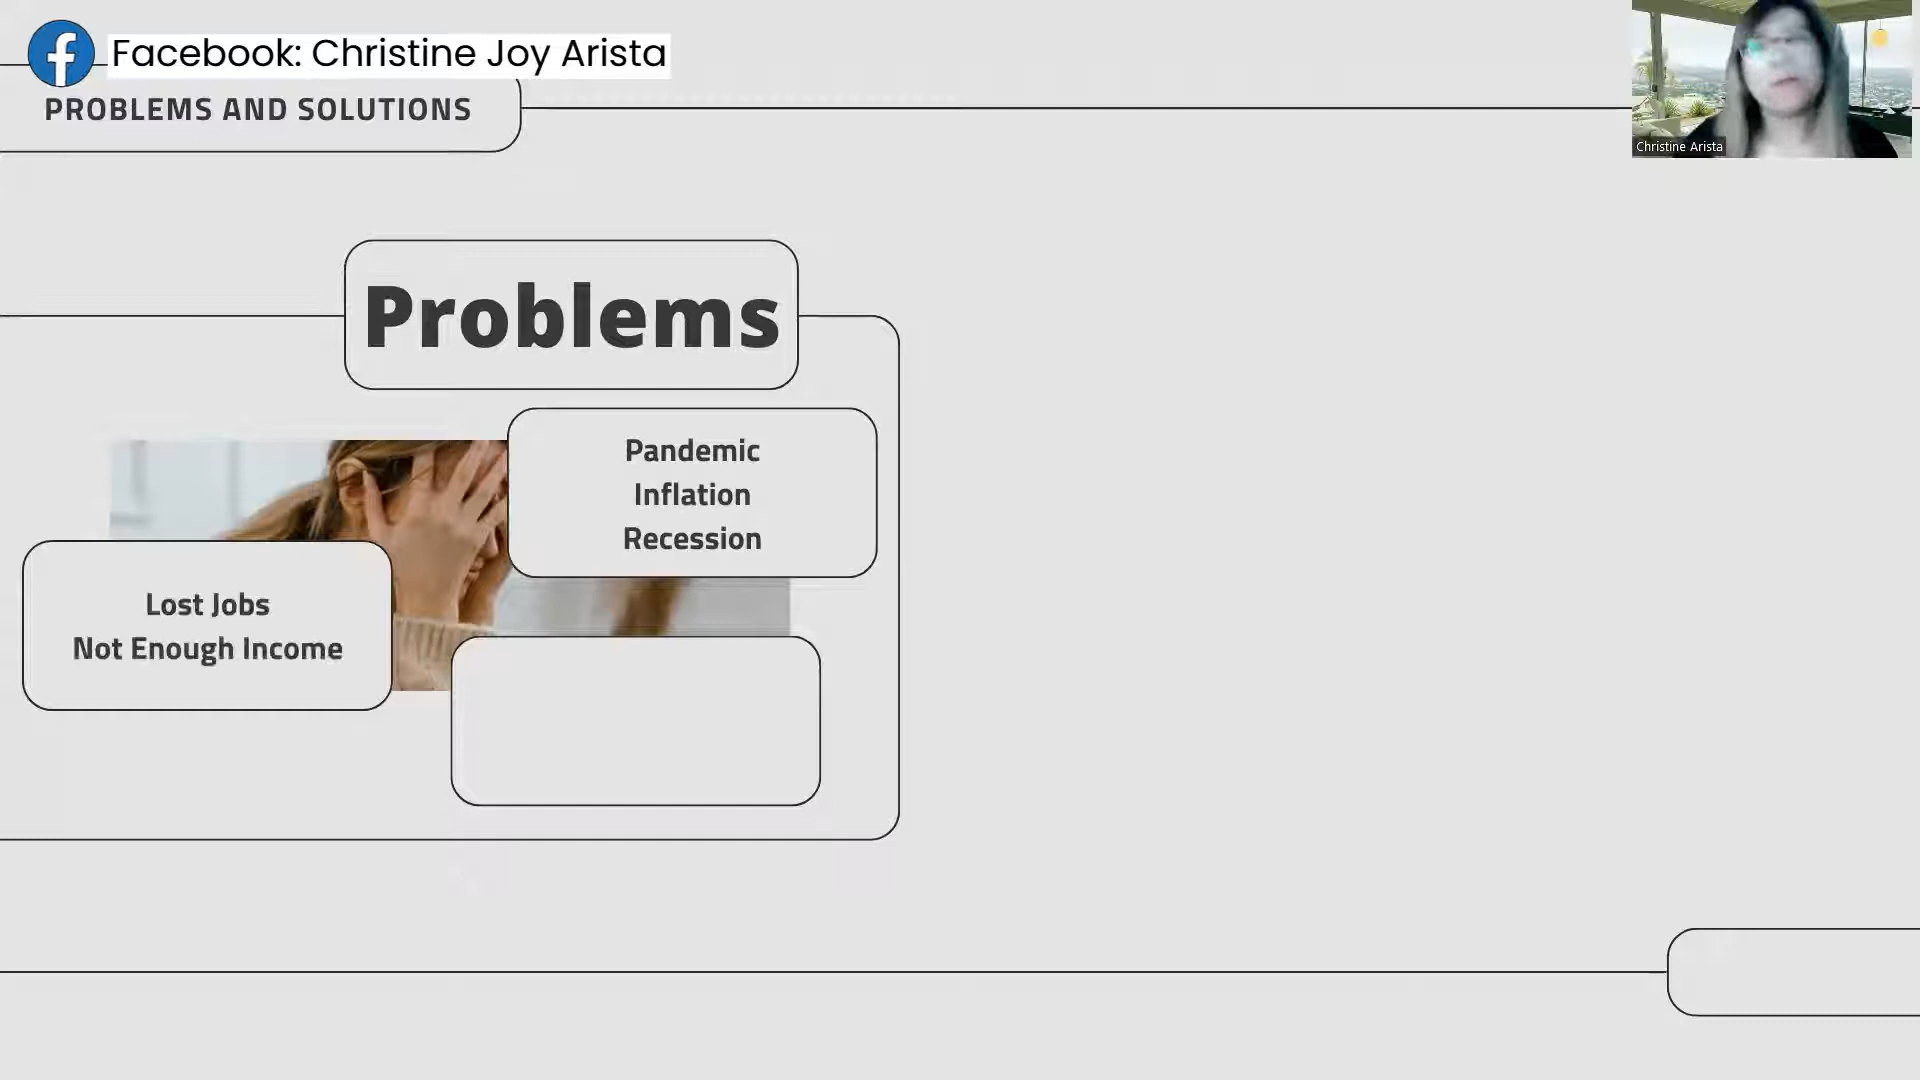 Facebook: Christine Joy Arista
PROBLEMS AND SOLUTIONS
Christine Arista
Problems
Pandemic
Inflation
Recession
Lost Jobs
Not Enough Income